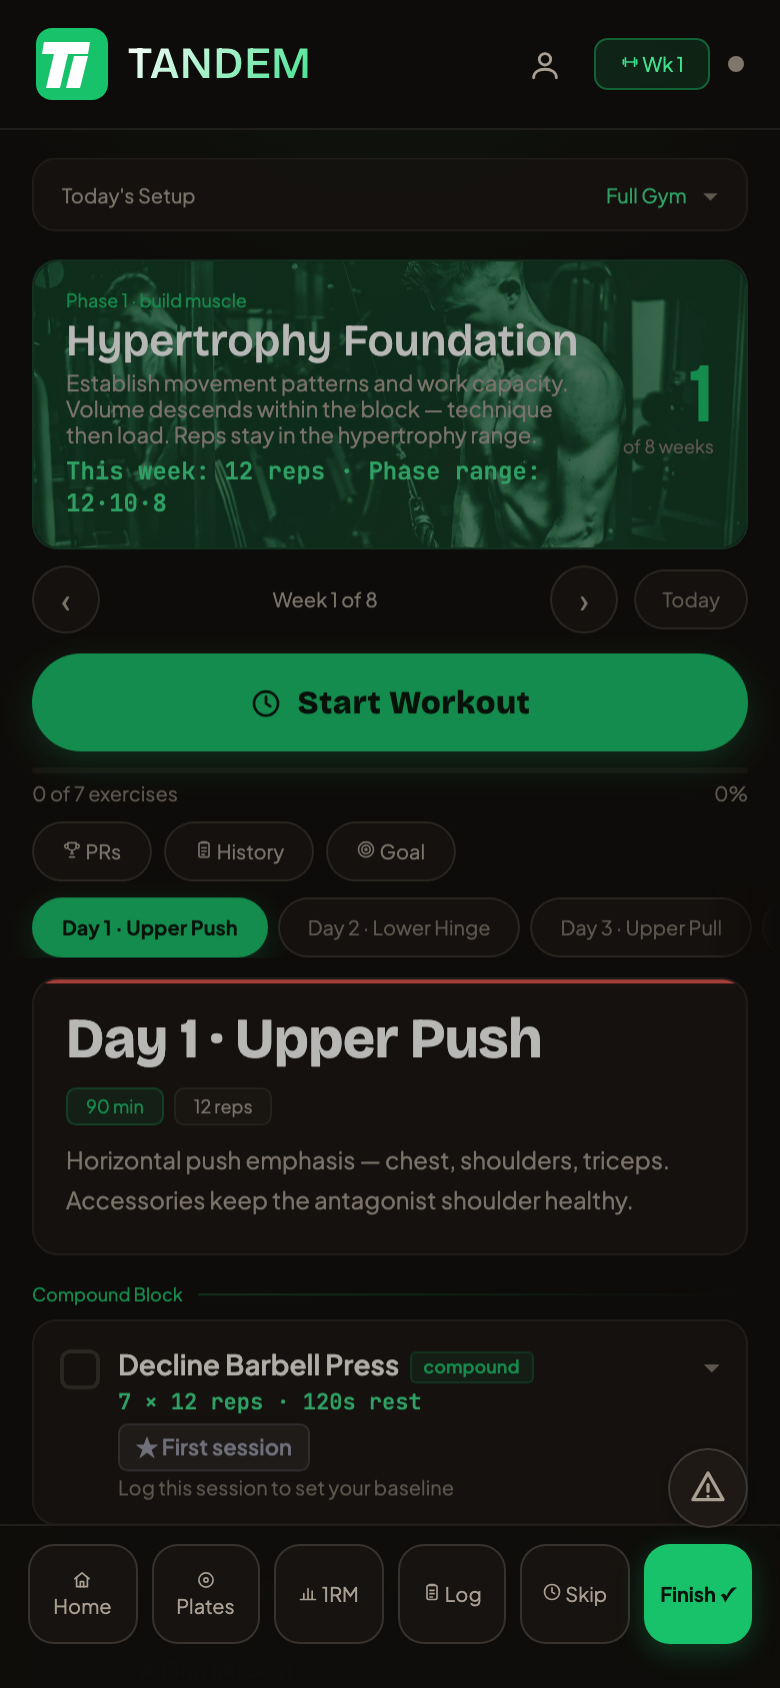 TANDEM
Wk 1
Today's Setup
Full Gym
Phase 1 · build muscle
Hypertrophy Foundation
Establish movement patterns and work capacity.
Volume descends within the block — technique
then load. Reps stay in the hypertrophy range.
This week: 12 reps · Phase range:
12·10·8
1
of 8 weeks
‹
Week 1 of 8
›
Today
Start Workout
0 of 7 exercises
0%
PRs
History
Goal
Day 1 · Upper Push
Day 2 · Lower Hinge
Day 3 · Upper Pull
Day 1 · Upper Push
90 min
12 reps
Horizontal push emphasis — chest, shoulders, triceps.
Accessories keep the antagonist shoulder healthy.
Compound Block
Decline Barbell Press
compound
7 × 12 reps · 120s rest
★ First session
Log this session to set your baseline
Home
Plates
1RM
Log
Skip
Finish ✓